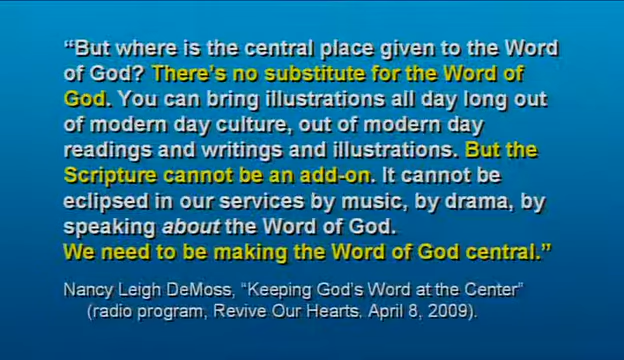 “But where is the central place given to the Word
of God? There’s no substitute for the Word of
God. You can bring illustrations all day long out
of modern day culture, out of modern day
readings and writings and illustrations. But the
Scripture cannot be an add-on. It cannot be
eclipsed in our services by music, by drama, by
speaking about the Word of God.
We need to be making the Word of God central.”
Nancy Leigh DeMoss, “Keeping God’s Word at the Center”
(radio program, Revive Our Hearts, April 8, 2009).